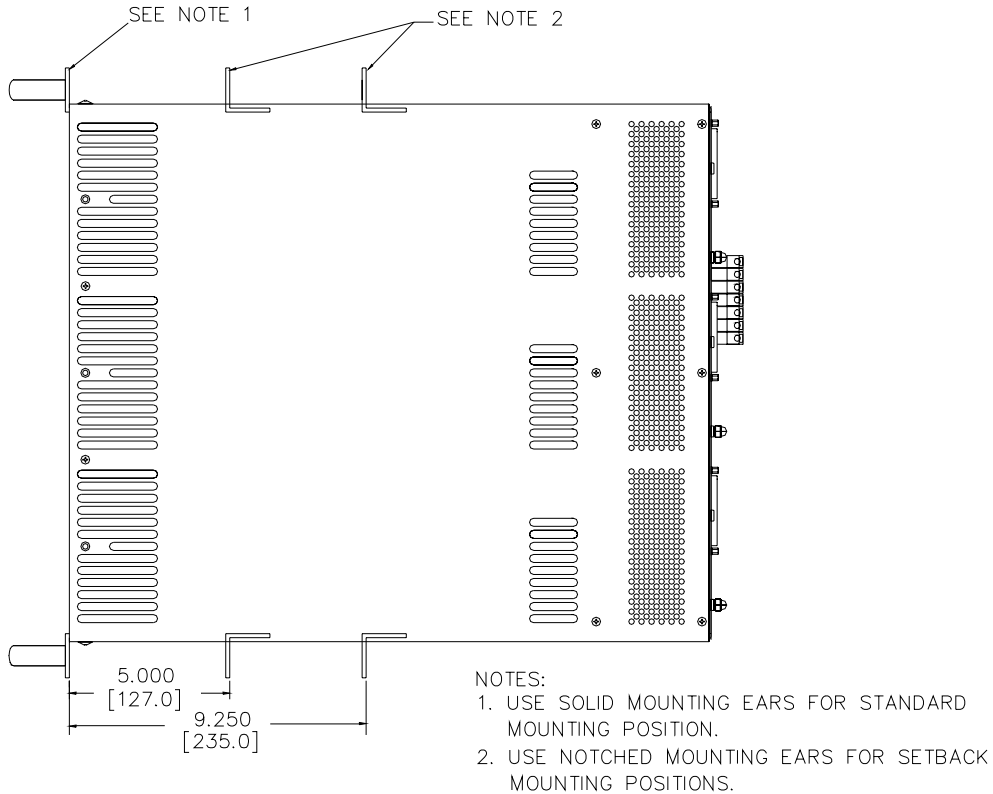 SEE NOTE 1
SEE NOTE 2
5.000
[127.0]
9.250
[235.0]
NOTES:
1. USE SOLID MOUNTING EARS FOR STANDARD
MOUNTING POSITION.
2. USE NOTCHED MOUNTING EARS FOR SETBACK
MOUNTING POSITIONS.